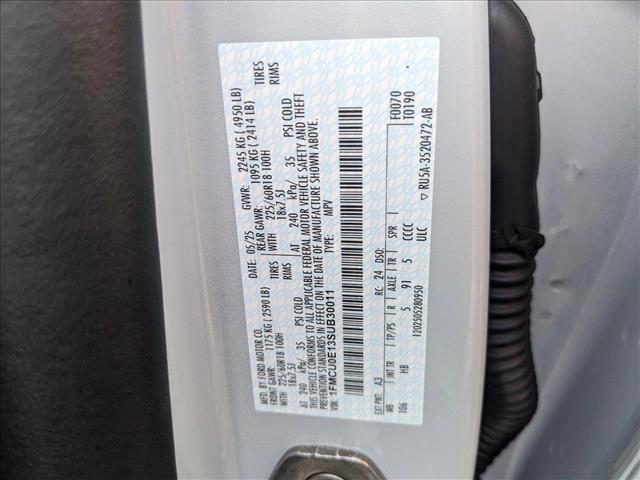 MFD. BY FORD MOTOR CO. 05/25 GVWR: 2245 KG ( 4950 LB)
FRONT GAWR: 1175 KG ( 2590 LB) REAR GAWR: 1095 KG ( 2414 LB)
WITH 225/60R18 100H TIRES WITH 225/60R18 100H TIRES
18x7.5J RIMS 18x7.5J RIMS
AT 240 kPa/ 35 PSI COLD AT 240 kPa/ 35 PSI COLD
THIS VEHICLE CONFORMS TO ALL APPLICABLE FEDERAL MOTOR VEHICLE SAFETY AND THEFT
PREVENTION STANDARDS IN EFFECT ON THE DATE OF MANUFACTURE SHOWN ABOVE.
VIN: 1FMCU0E13SUB30011 TYPE: MPV
F0070
T0190
EXT PNT: A3 RC: 24 DSO:
WB INT TR TP/PS R AXLE TR SPR
106 HB 5 91 5 CCCC
1202505280950 ULC
▽ RU5A-3520472-AB